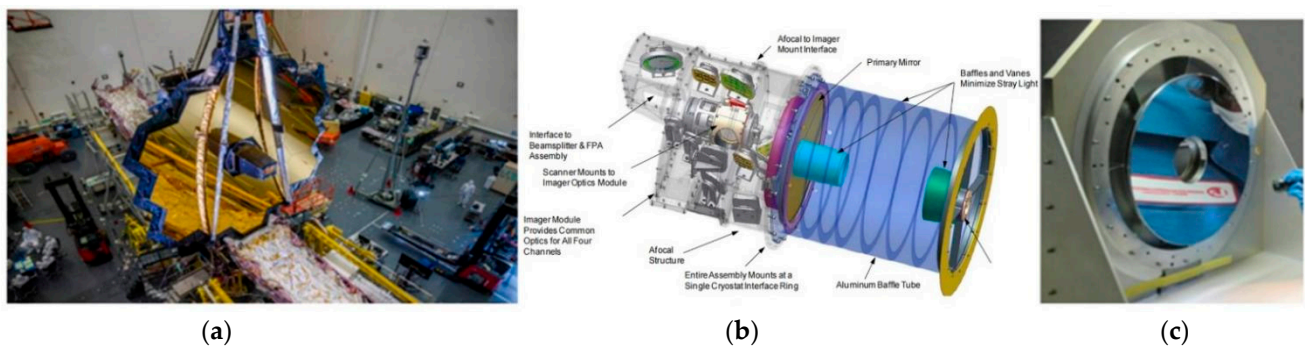 Afocal to Imager
Mount Interface
Primary Mirror
Baffles and Vanes
Minimize Stray Light
Interface to
Beamsplitter & FPA
Assembly
Scanner Mounts to
Imager Optics Module
Imager Module
Provides Common
Optics for All Four
Channels
Afocal
Structure
Entire Assembly Mounts at a
Single Cryostat Interface Ring
Aluminum Baffle Tube
(a)
(b)
(c)